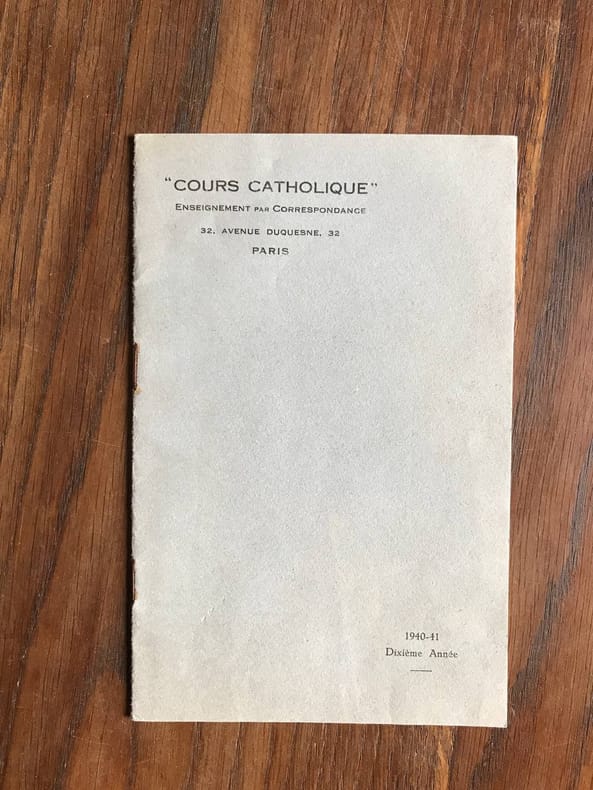 "COURS CATHOLIQUE"
ENSEIGNEMENT PAR CORRESPONDANCE
32, AVENUE DUQUESNE, 32
PARIS
1940-41
Dixième Année